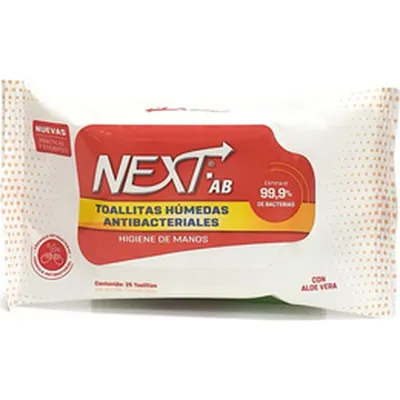 NUEVAS
NEXT AB
TOALLITAS HÚMEDAS
ANTIBACTERIALES
HIGIENE DE MANOS
Elimina el
99,9%
DE BACTERIAS
Contenido: 25 Toallitas
CON
ALOE VERA